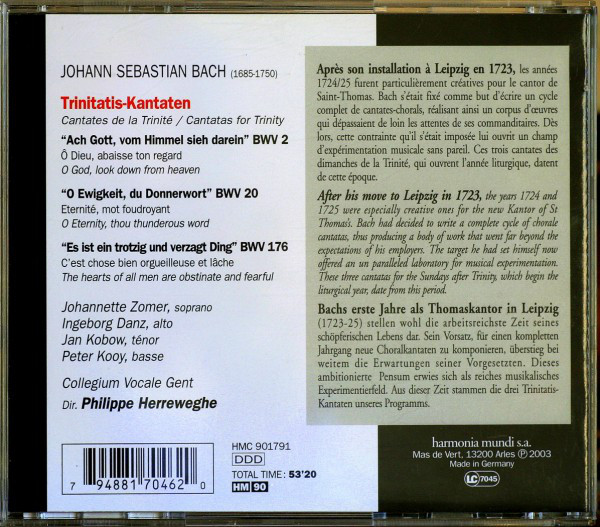 JOHANN SEBASTIAN BACH (1685-1750)
Trinitatis-Kantaten
Cantates de la Trinité / Cantatas for Trinity
“Ach Gott, vom Himmel sieh darein” BWV 2
Ô Dieu, abaisse ton regard
O God, look down from heaven
“O Ewigkeit, du Donnerwort” BWV 20
Eternité, mot foudroyant
O Eternity, thou thunderous word
“Es ist ein trotzig und verzagt Ding” BWV 176
C'est chose bien orgueilleuse et lâche
The hearts of all men are obstinate and fearful
Johannette Zomer, soprano
Ingeborg Danz, alto
Jan Kobow, ténor
Peter Kooy, basse
Collegium Vocale Gent
Dir. Philippe Herreweghe
7 94881 70462 0
HMC 901791
DDD
TOTAL TIME: 53'20
HM 90
Après son installation à Leipzig en 1723, les années
1724/25 furent particulièrement créatives pour le cantor de
Saint-Thomas. Bach s'était fixé comme but d'écrire un cycle
complet de cantates-chorals, réalisant ainsi un corpus d'œuvres
qui dépassaient de loin les attentes de ses commanditaires. Dès
lors, cette contrainte qu'il s'était imposée lui ouvrit un champ
d'expérimentation musicale sans pareil. Ces trois cantates des
dimanches de la Trinité, qui ouvrent l'année liturgique, datent
de cette époque.
After his move to Leipzig in 1723, the years 1724 and
1725 were especially creative ones for the new Kantor of St
Thomas's. Bach had decided to write a complete cycle of chorale
cantatas, thus producing a body of work that went far beyond the
expectations of his employers. The target he had set himself now
offered an un paralleled laboratory for musical experimentation.
These three cantatas for the Sundays after Trinity, which begin the
liturgical year, date from this period.
Bachs erste Jahre als Thomaskantor in Leipzig
(1723-25) stellen wohl die arbeitsreichste Zeit seines
schöpferischen Lebens dar. Sein Vorsatz, für einen kompletten
Jahrgang neue Choralkantaten zu komponieren, überstieg bei
weitem die Erwartungen seiner Vorgesetzten. Dieses
ambitionierte Pensum erwies sich als reiches musikalisches
Experimentierfeld. Aus dieser Zeit stammen die drei Trinitatis-
Kantaten unseres Programms.
harmonia mundi s.a.
Mas de Vert, 13200 Arles ℗ 2003
Made in Germany
LC 7045